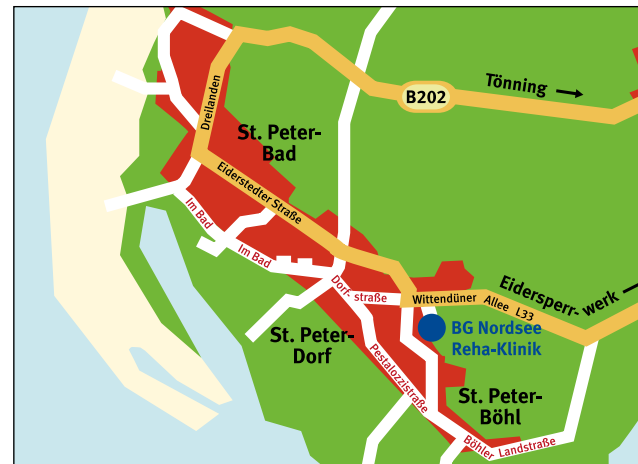 Tönning
B202
Dreilanden
St. Peter-
Bad
Eiderstedter Straße
Im Bad
Im Bad
Eidersperr-werk
Dorf-straße
Wittendüner Allee L33
BG Nordsee
Reha-Klinik
St. Peter-
Dorf
Pestalozzistraße
St. Peter-
Böhl
Böhler Landstraße